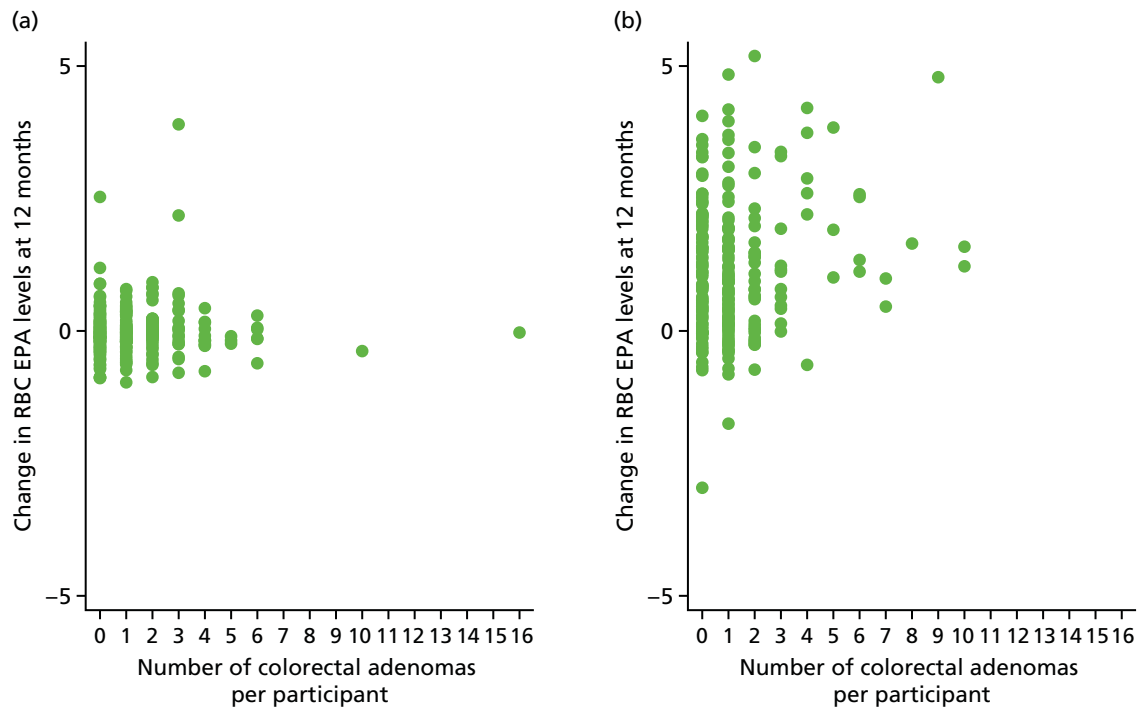 (a)
Change in RBC EPA levels at 12 months
5
0
−5
0 1 2 3 4 5 6 7 8 9 10 11 12 13 14 15 16
Number of colorectal adenomas
per participant
(b)
Change in RBC EPA levels at 12 months
5
0
−5
0 1 2 3 4 5 6 7 8 9 10 11 12 13 14 15 16
Number of colorectal adenomas
per participant